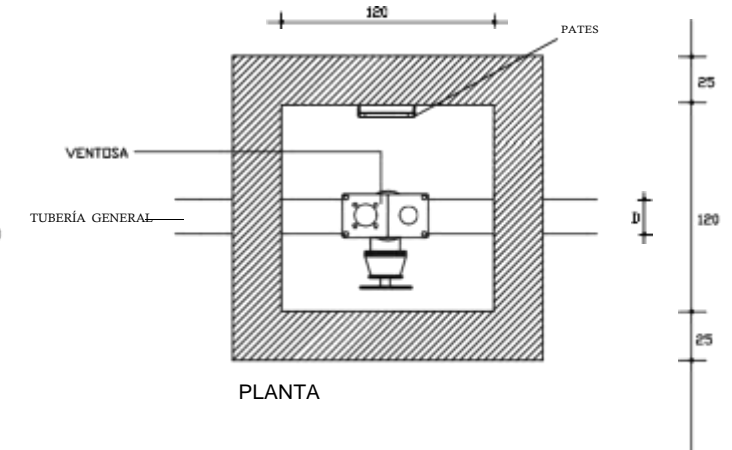 120
PATES
25
VENTOSA
TUBERÍA GENERAL
D
120
25
PLANTA